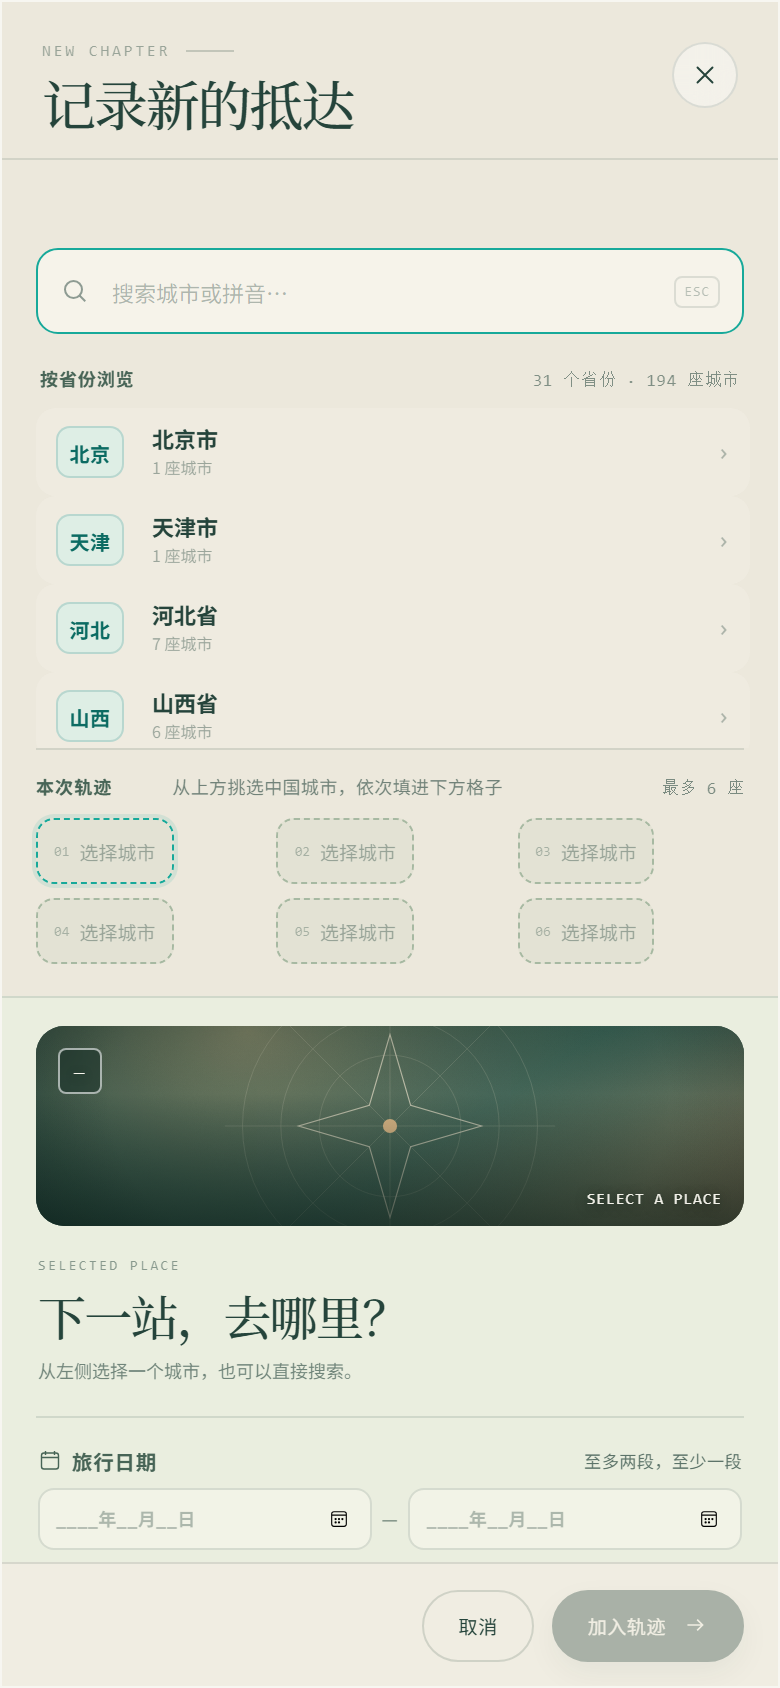 NEW CHAPTER
记录新的抵达
搜索城市或拼音…
ESC
按省份浏览
31 个省份 · 194 座城市
北京
北京市
1 座城市
天津
天津市
1 座城市
河北
河北省
7 座城市
山西
山西省
6 座城市
本次轨迹
从上方挑选中国城市，依次填进下方格子
最多 6 座
01 选择城市
02 选择城市
03 选择城市
04 选择城市
05 选择城市
06 选择城市
—
SELECT A PLACE
SELECTED PLACE
下一站，去哪里？
从左侧选择一个城市，也可以直接搜索。
旅行日期
至多两段，至少一段
____年__月__日
—
____年__月__日
取消
加入轨迹 →